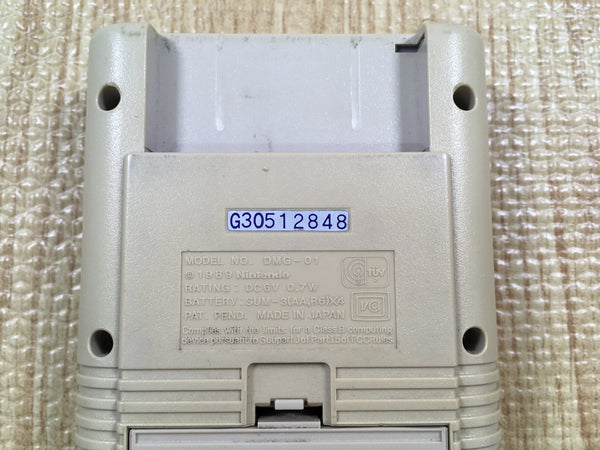 G30512848
MODEL NO. DMG-01
© 1989 Nintendo
RATING: DC6V 0.7W
BATTERY: SUM-3(AA,R6)X4
PAT. PEND. MADE IN JAPAN
Complies with the limits for a Class B computing
device pursuant to Subpart J of Part 15 of FCC Rules.
TÜV
I/C